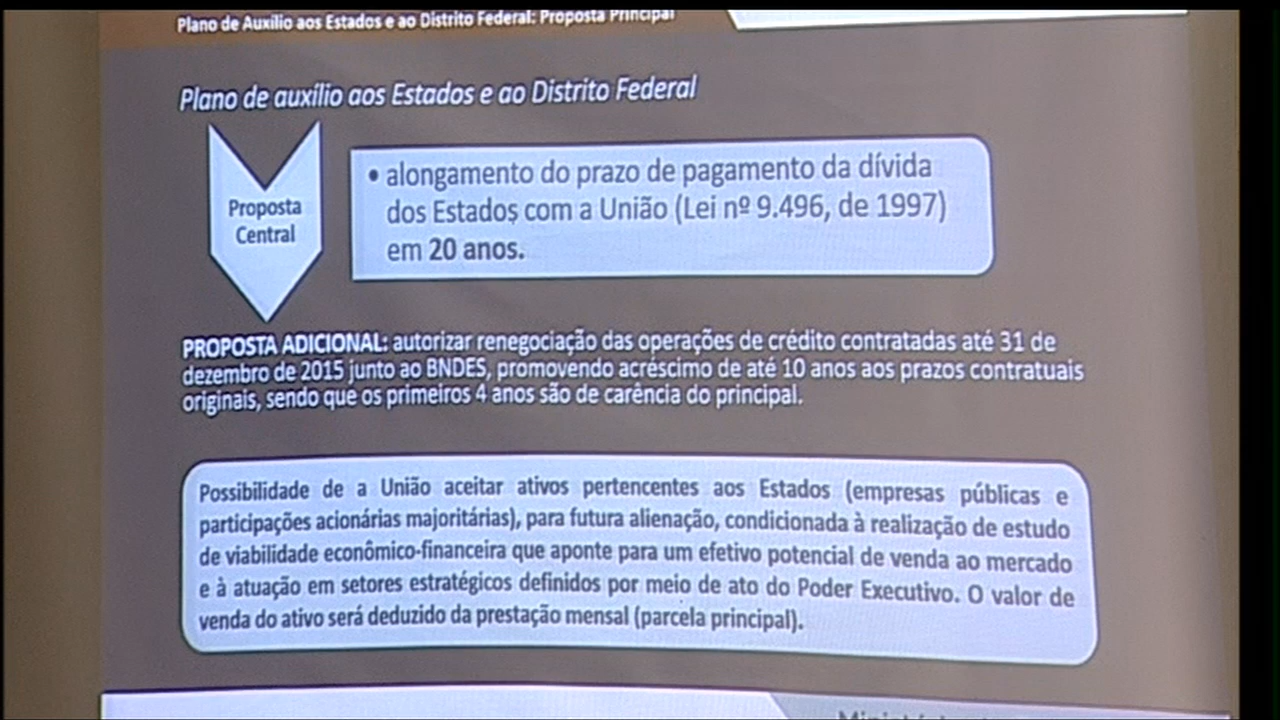 Plano de Auxílio aos Estados e ao Distrito Federal: Proposta Principal
Plano de auxílio aos Estados e ao Distrito Federal
Proposta
Central
• alongamento do prazo de pagamento da dívida
dos Estados com a União (Lei nº 9.496, de 1997)
em 20 anos.
PROPOSTA ADICIONAL: autorizar renegociação das operações de crédito contratadas até 31 de
dezembro de 2015 junto ao BNDES, promovendo acréscimo de até 10 anos aos prazos contratuais
originais, sendo que os primeiros 4 anos são de carência do principal.
Possibilidade de a União aceitar ativos pertencentes aos Estados (empresas públicas e
participações acionárias majoritárias), para futura alienação, condicionada à realização de estudo
de viabilidade econômico-financeira que aponte para um efetivo potencial de venda ao mercado
e à atuação em setores estratégicos definidos por meio de ato do Poder Executivo. O valor de
venda do ativo será deduzido da prestação mensal (parcela principal).